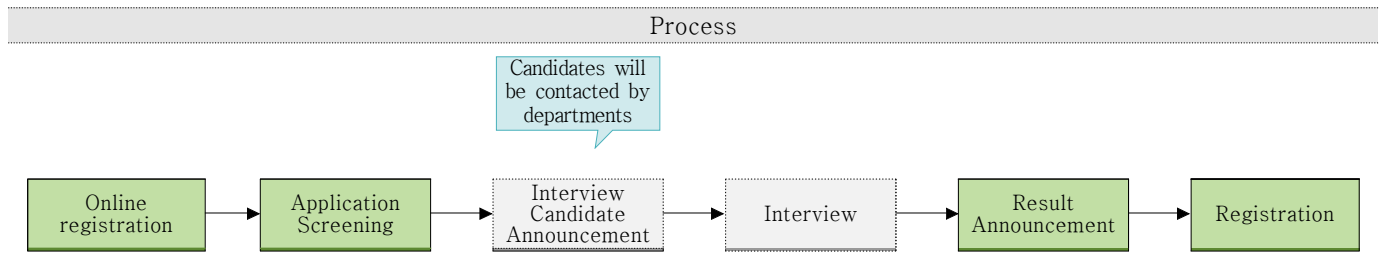 Process
Candidates will
be contacted by
departments
Online
registration
Application
Screening
Interview
Candidate
Announcement
Interview
Result
Announcement
Registration